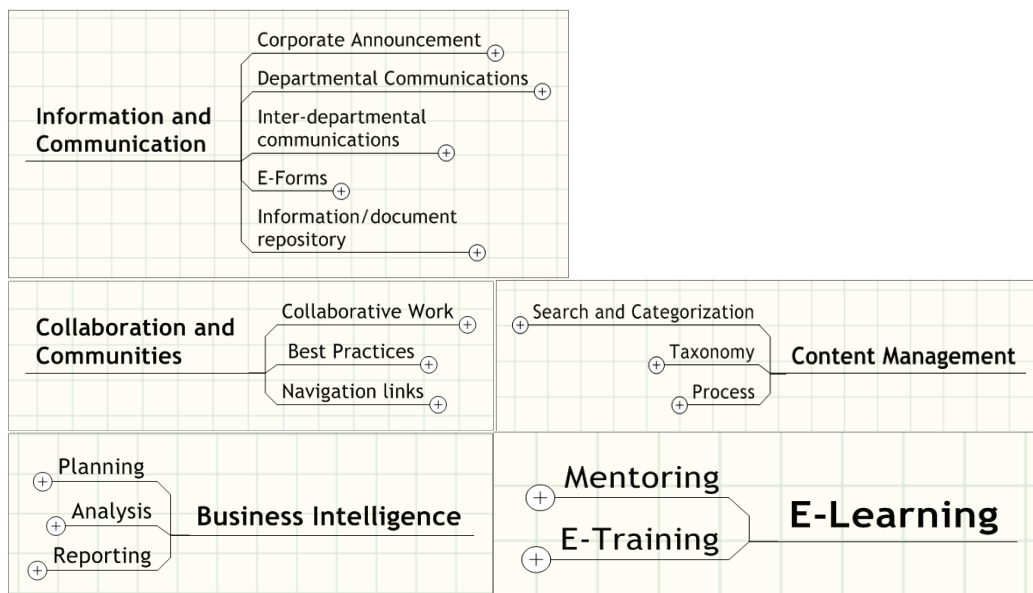 Corporate Announcement
Departmental Communications
Information and
Communication
Inter-departmental
communications
E-Forms
Information/document
repository
Collaboration and
Communities
Collaborative Work
Best Practices
Navigation links
Search and Categorization
Taxonomy
Process
Content Management
Planning
Analysis
Reporting
Business Intelligence
Mentoring
E-Training
E-Learning